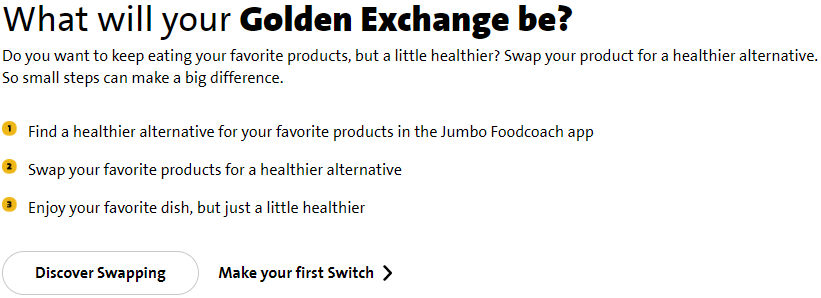 What will your Golden Exchange be?
Do you want to keep eating your favorite products, but a little healthier? Swap your product for a healthier alternative.
So small steps can make a big difference.
1 Find a healthier alternative for your favorite products in the Jumbo Foodcoach app
2 Swap your favorite products for a healthier alternative
3 Enjoy your favorite dish, but just a little healthier
Discover Swapping Make your first Switch